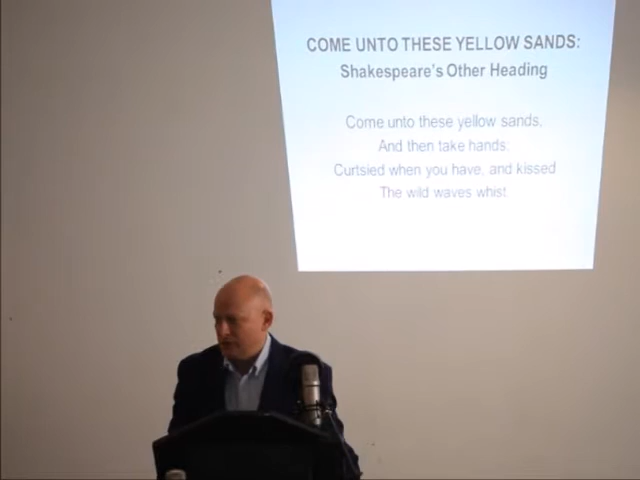 COME UNTO THESE YELLOW SANDS:
Shakespeare's Other Heading
Come unto these yellow sands,
And then take hands:
Curtsied when you have, and kissed
The wild waves whist